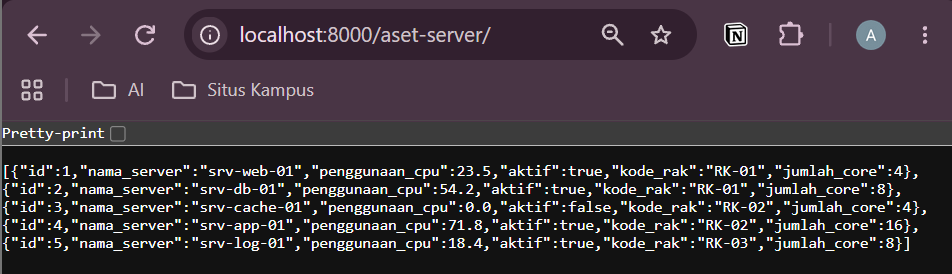 localhost:8000/aset-server/
A
AI
Situs Kampus
Pretty-print
[{"id":1,"nama_server":"srv-web-01","penggunaan_cpu":23.5,"aktif":true,"kode_rak":"RK-01","jumlah_core":4},
{"id":2,"nama_server":"srv-db-01","penggunaan_cpu":54.2,"aktif":true,"kode_rak":"RK-01","jumlah_core":8},
{"id":3,"nama_server":"srv-cache-01","penggunaan_cpu":0.0,"aktif":false,"kode_rak":"RK-02","jumlah_core":4},
{"id":4,"nama_server":"srv-app-01","penggunaan_cpu":71.8,"aktif":true,"kode_rak":"RK-02","jumlah_core":16},
{"id":5,"nama_server":"srv-log-01","penggunaan_cpu":18.4,"aktif":true,"kode_rak":"RK-03","jumlah_core":8}]